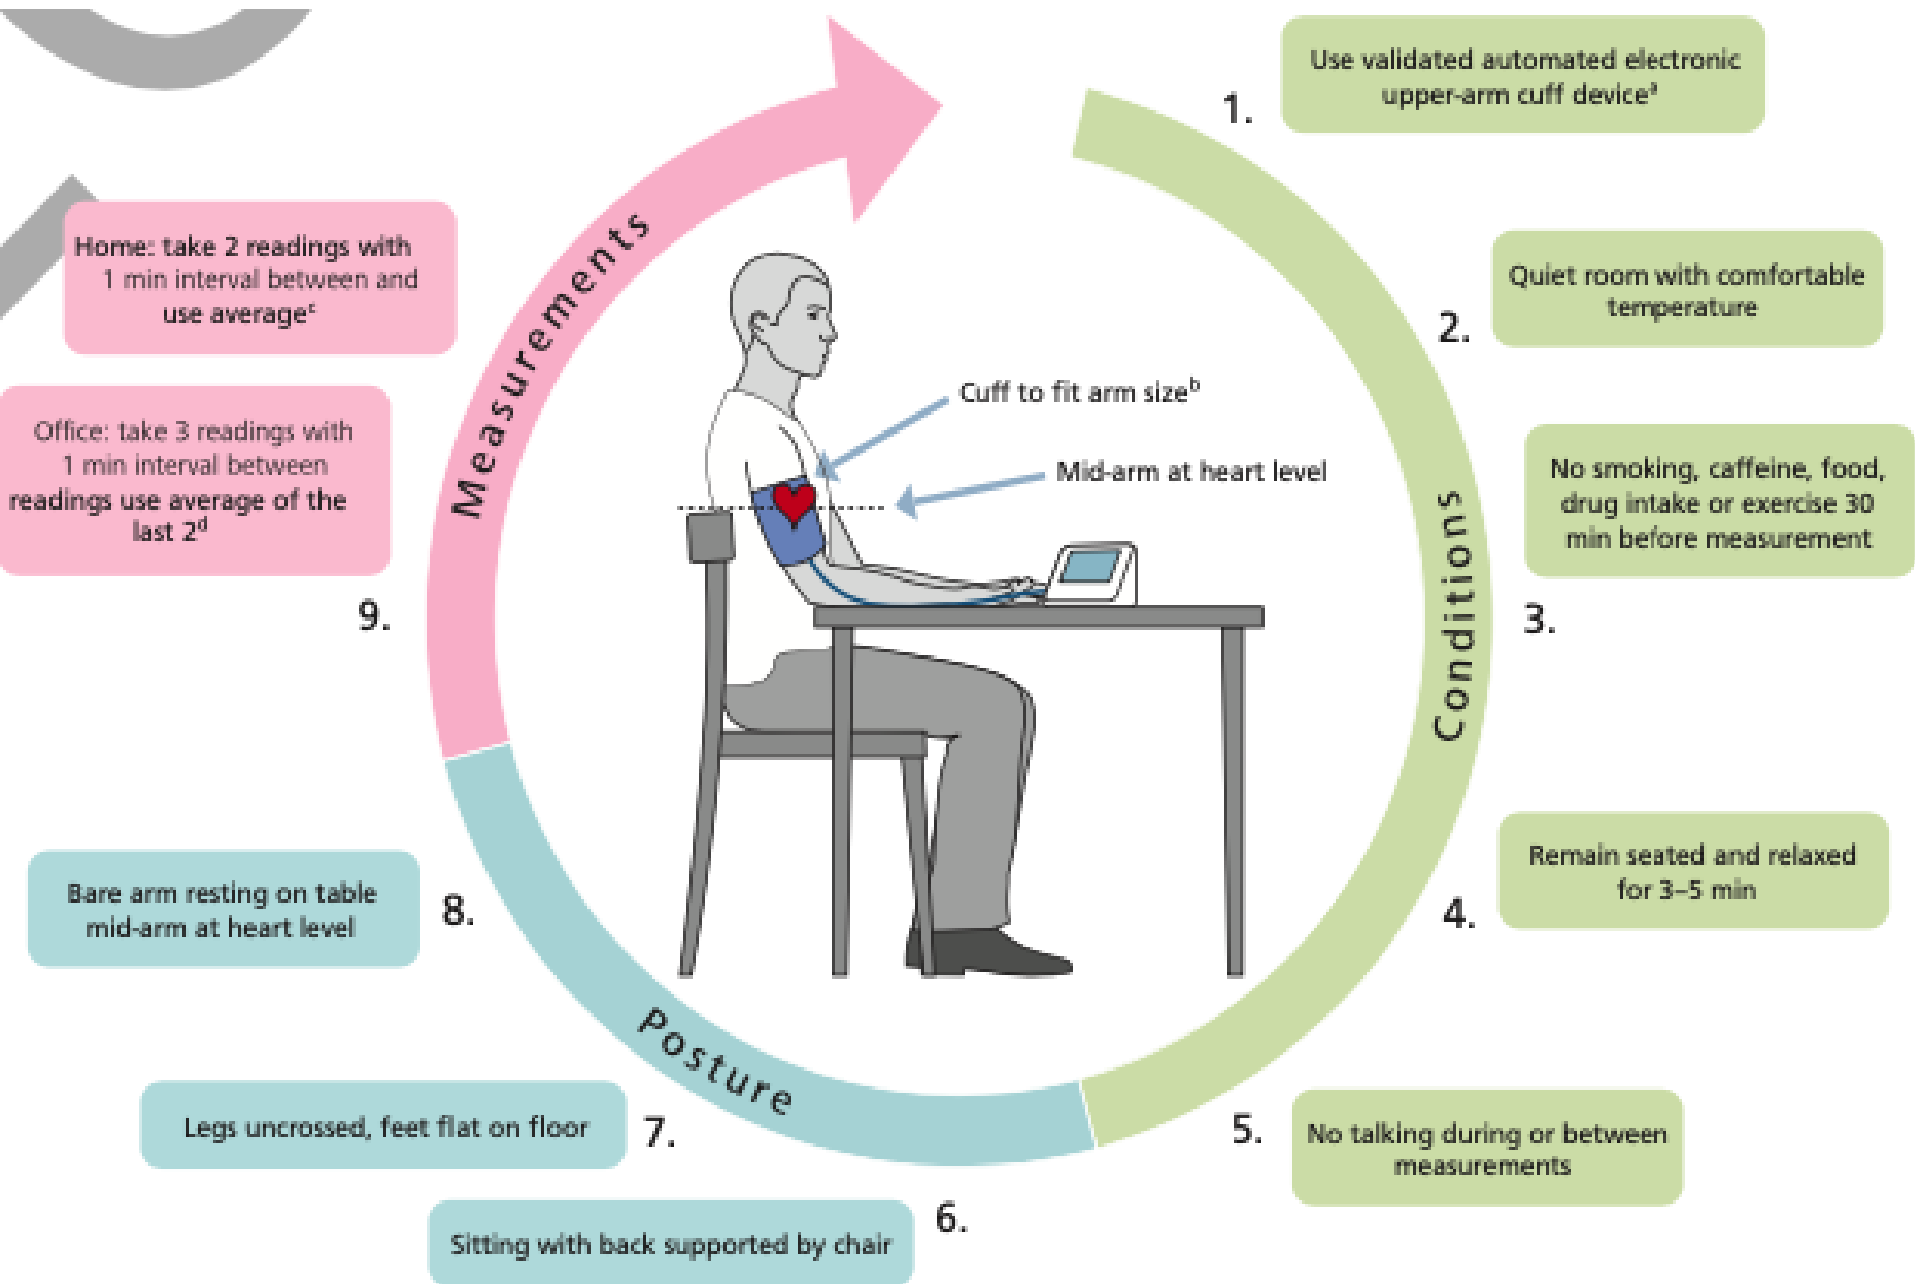 1.
Use validated automated electronic
upper-arm cuff deviceª
2.
Quiet room with comfortable
temperature
3.
No smoking, caffeine, food,
drug intake or exercise 30
min before measurement
4.
Remain seated and relaxed
for 3–5 min
5.
No talking during or between
measurements
6.
Sitting with back supported by chair
7.
Legs uncrossed, feet flat on floor
8.
Bare arm resting on table
mid-arm at heart level
9.
Home: take 2 readings with
1 min interval between and
use averageᶜ
Office: take 3 readings with
1 min interval between
readings use average of the
last 2ᵈ
Conditions
Posture
Measurements
Cuff to fit arm sizeᵇ
Mid-arm at heart level